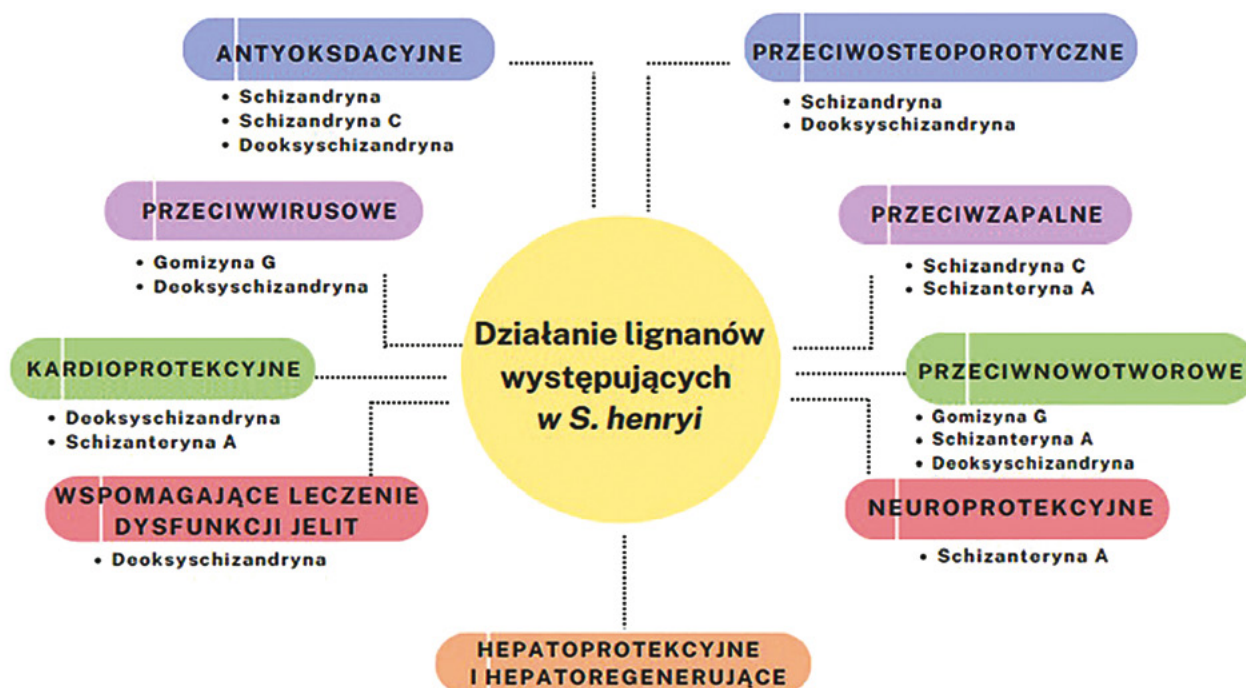 ANTYOKSDACYJNE
• Schizandryna
• Schizandryna C
• Deoksyschizandryna
PRZECIWOSTEOPOROTYCZNE
• Schizandryna
• Deoksyschizandryna
PRZECIWWIRUSOWE
• Gomizyna G
• Deoksyschizandryna
PRZECIWZAPALNE
• Schizandryna C
• Schizanteryna A
Działanie lignanów
występujących
w S. henryi
KARDIOPROTEKCYJNE
• Deoksyschizandryna
• Schizanteryna A
PRZECIWNOWOTWOROWE
• Gomizyna G
• Schizanteryna A
• Deoksyschizandryna
WSPOMAGAJĄCE LECZENIE
DYSFUNKCJI JELIT
• Deoksyschizandryna
NEUROPROTEKCYJNE
• Schizanteryna A
HEPATOPROTEKCYJNE
I HEPATOREGENERUJĄCE